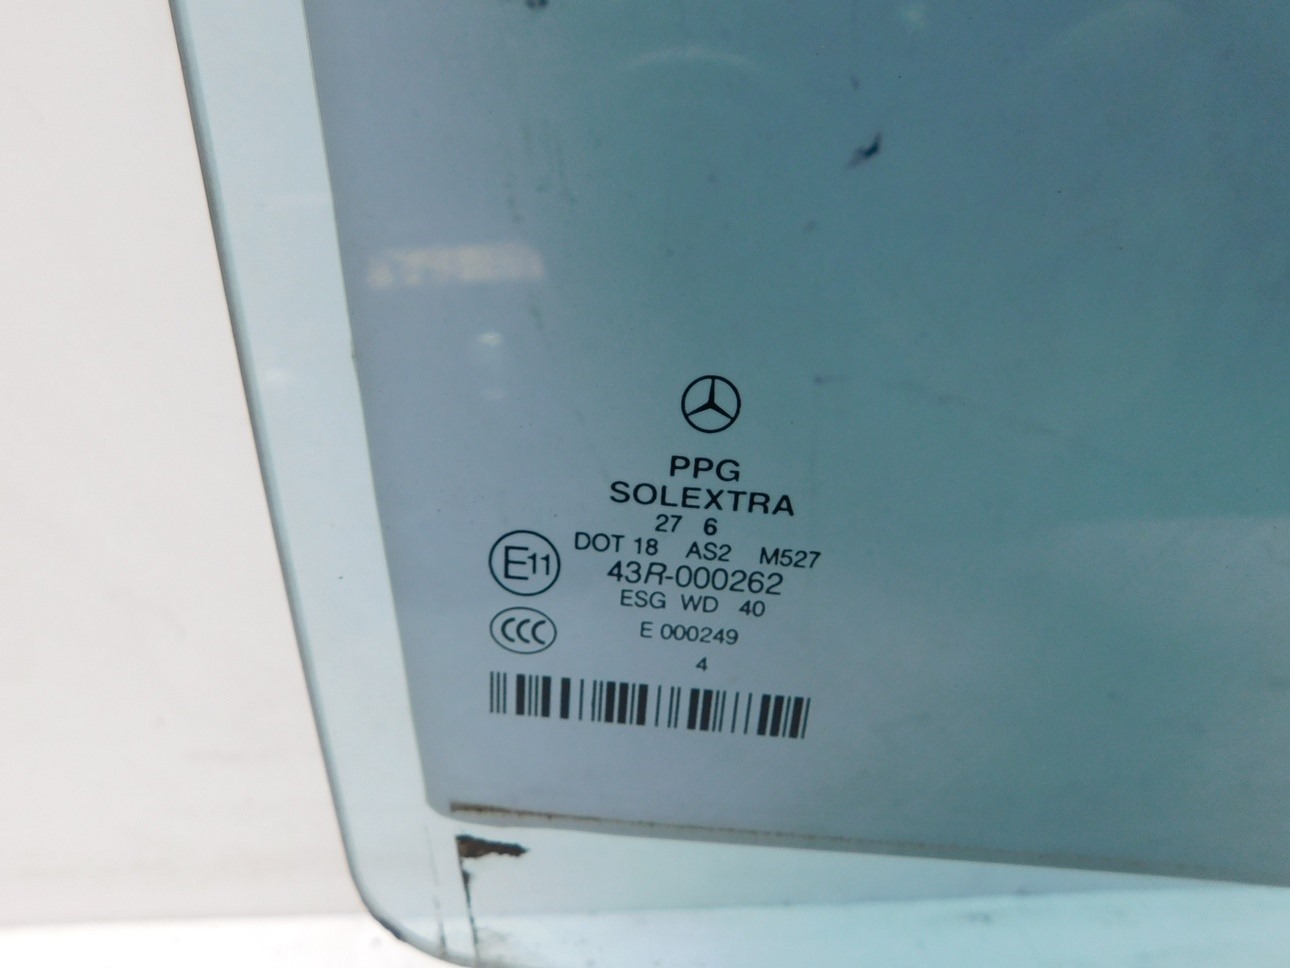 PPG
SOLEXTRA
27 6
DOT 18 AS2 M527
E11
43R-000262
ESG WD 40
CCC
E 000249
4